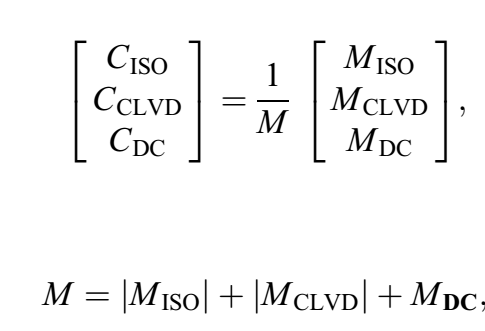 [ C_ISO ; C_CLVD ; C_DC ] = 1/M [ M_ISO ; M_CLVD ; M_DC ],
M = |M_ISO| + |M_CLVD| + M_DC,